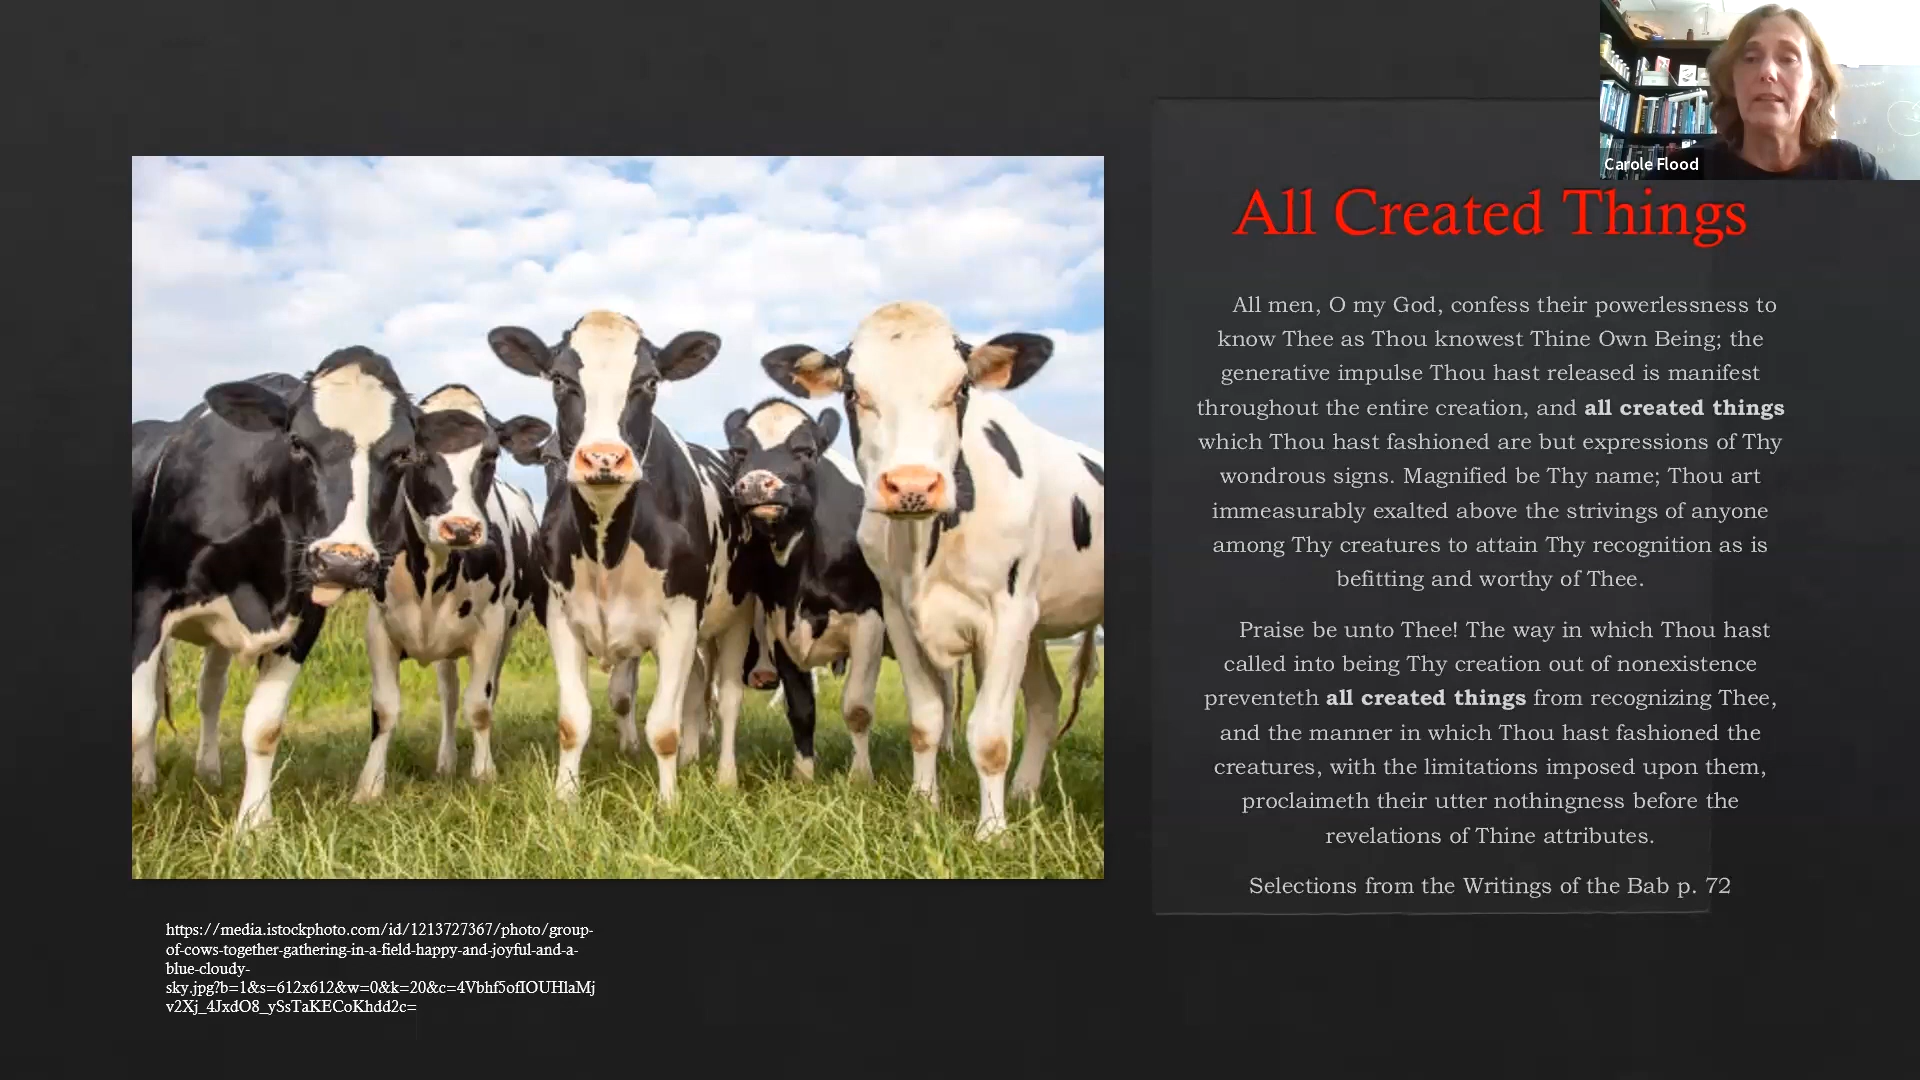 Carole Flood
All Created Things
All men, O my God, confess their powerlessness to
know Thee as Thou knowest Thine Own Being; the
generative impulse Thou hast released is manifest
throughout the entire creation, and all created things
which Thou hast fashioned are but expressions of Thy
wondrous signs. Magnified be Thy name; Thou art
immeasurably exalted above the strivings of anyone
among Thy creatures to attain Thy recognition as is
befitting and worthy of Thee.
Praise be unto Thee! The way in which Thou hast
called into being Thy creation out of nonexistence
preventeth all created things from recognizing Thee,
and the manner in which Thou hast fashioned the
creatures, with the limitations imposed upon them,
proclaimeth their utter nothingness before the
revelations of Thine attributes.
Selections from the Writings of the Bab p. 72
https://media.istockphoto.com/id/1213727367/photo/group-
of-cows-together-gathering-in-a-field-happy-and-joyful-and-a-
blue-cloudy-
sky.jpg?b=1&s=612x612&w=0&k=20&c=4Vbhf5ofIOUHlaMj
v2Xj_4JxdO8_ySsTaKECoKhdd2c=